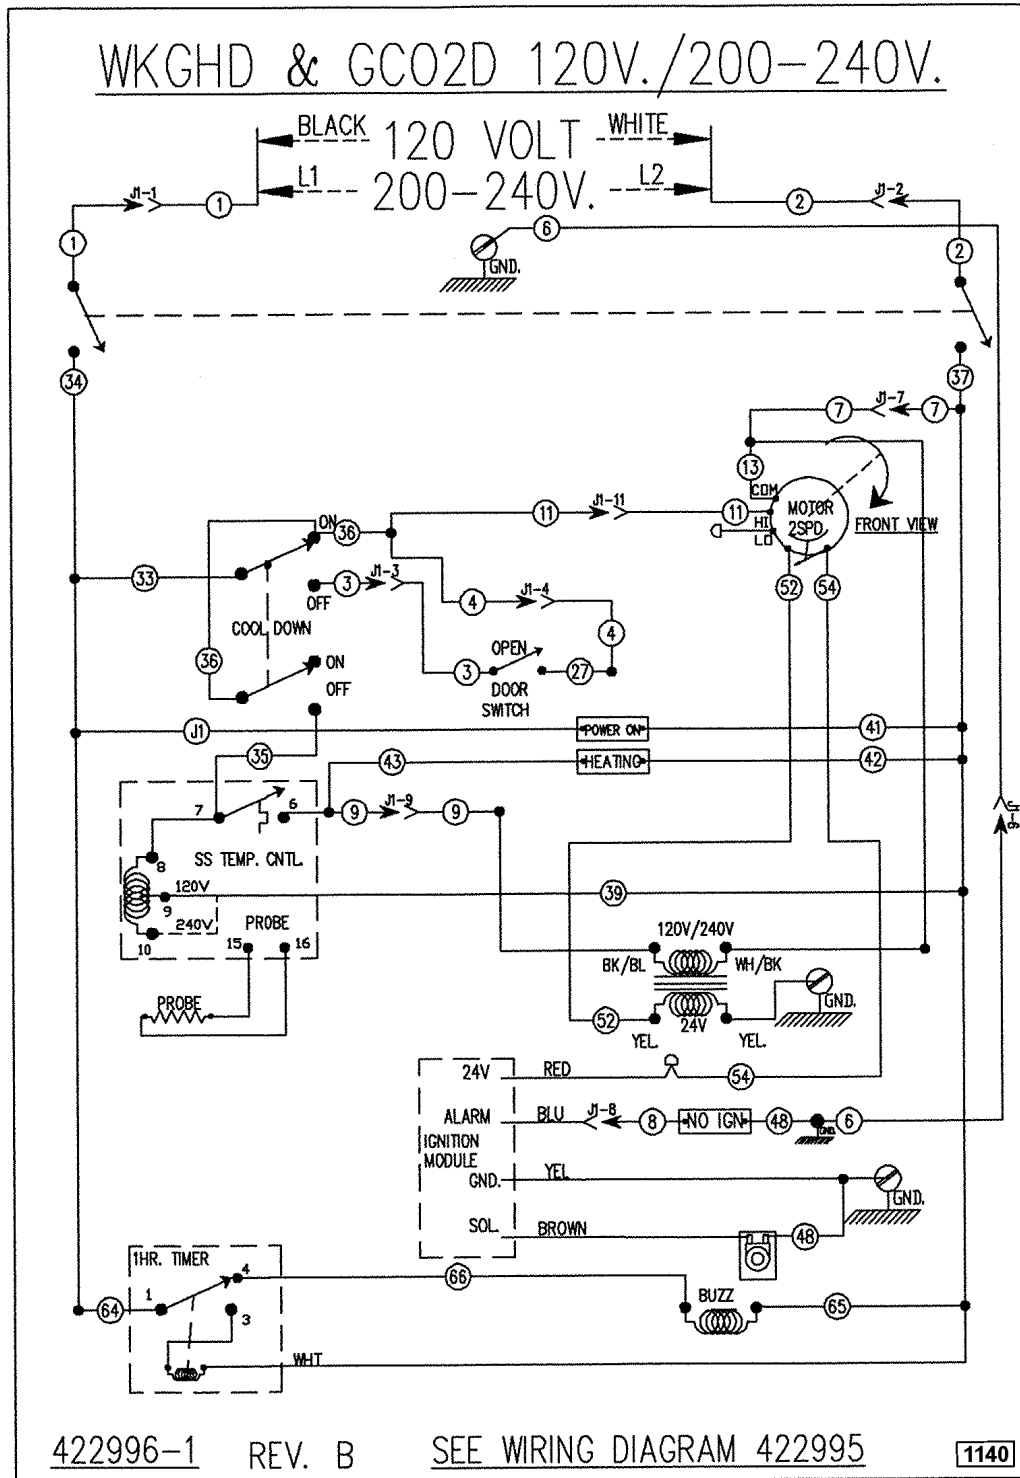 WKGHD & GCO2D 120V./200-240V.
BLACK 120 VOLT WHITE
L1 200-240V. L2
J1-1 1 2 J1-2
6
1 GND. 2
34 37
7 J1-7 7
13
COM
MOTOR
2SPD.
HI
LO
FRONT VIEW
ON 36 11 J1-11 11
33 3 J1-3 52 54
OFF 4 J1-4
COOL DOWN
4
36 ON OPEN
OFF 3 27
DOOR
SWITCH
J1 POWER ON 41
35 43 HEATING 42
7 6 9 J1-9 9
J1-6
SS TEMP. CNTL.
8
120V
9 39
240V PROBE
10 15 16
120V/240V
BK/BL WH/BK
PROBE GND.
52 24V
YEL. YEL.
24V RED 54
ALARM BLU J1-8 8 NO IGN 48 GND. 6
IGNITION
MODULE
GND. YEL
GND.
SOL. BROWN 48
1HR. TIMER
4 66
64 1 BUZZ 65
3
WHT
422996-1 REV. B SEE WIRING DIAGRAM 422995 1140